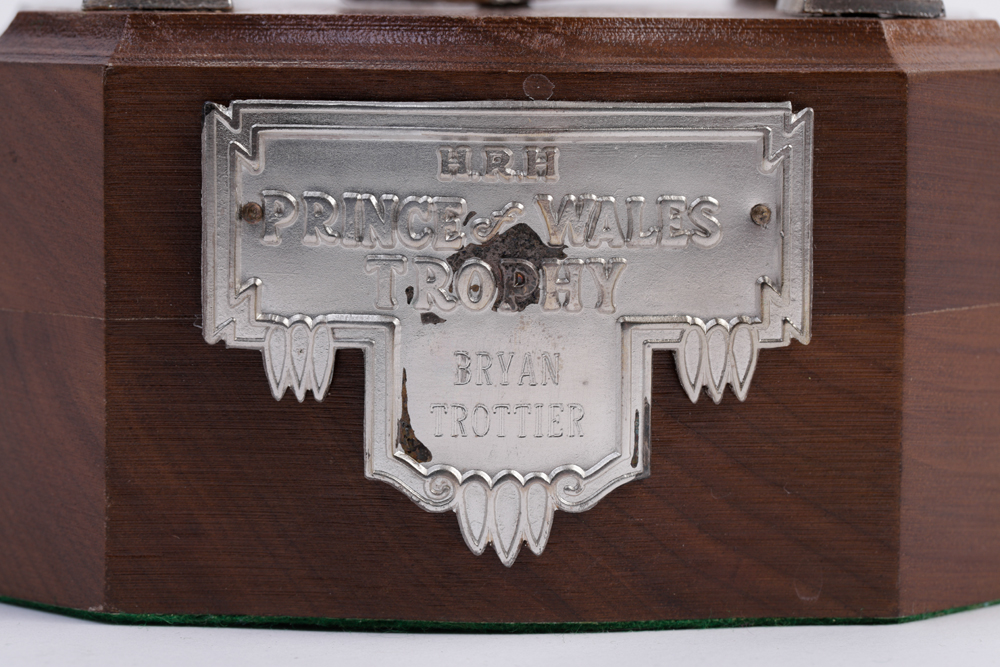 H.R.H
PRINCE of WALES
TROPHY
BRYAN
TROTTIER